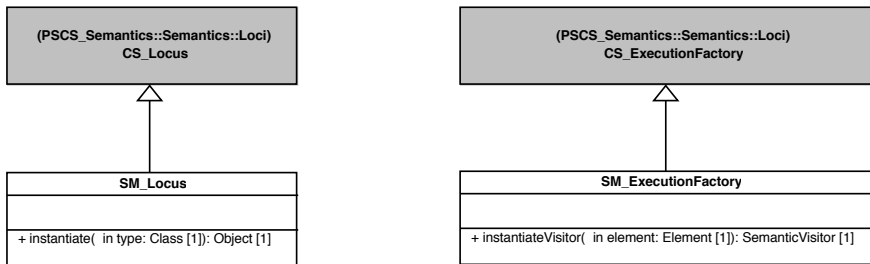 (PSCS_Semantics::Semantics::Loci)
CS_Locus
(PSCS_Semantics::Semantics::Loci)
CS_ExecutionFactory
SM_Locus
+ instantiate(  in type: Class [1]): Object [1]
SM_ExecutionFactory
+ instantiateVisitor(  in element: Element [1]): SemanticVisitor [1]